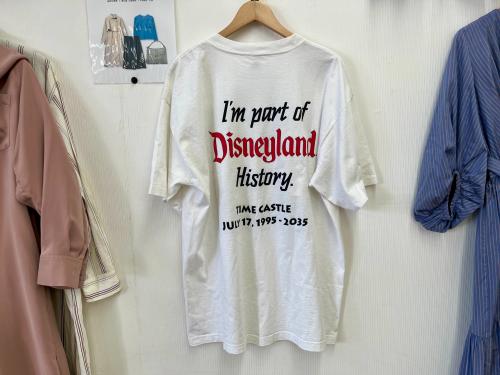 I'm part of
Disneyland
History.
TIME CASTLE
JULY 17, 1995 - 2035